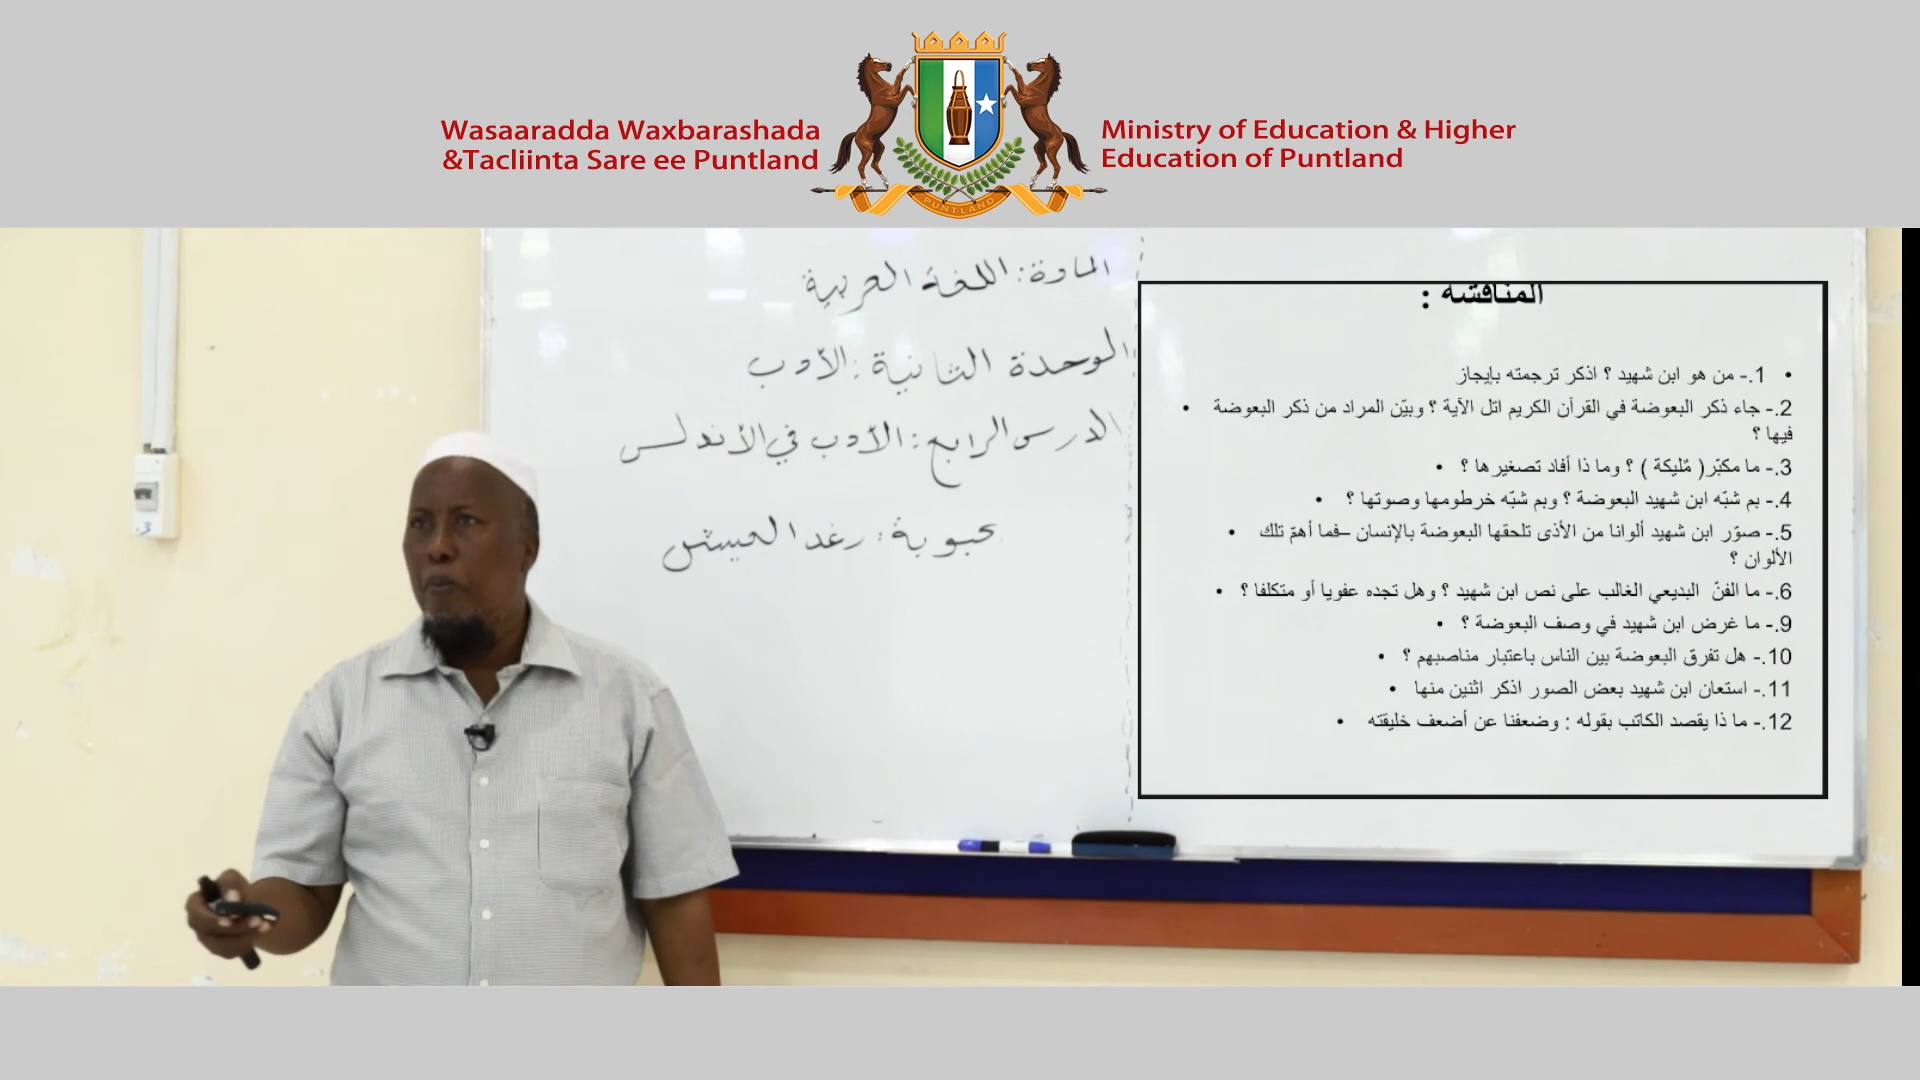 Wasaaradda Waxbarashada
&Tacliinta Sare ee Puntland
Ministry of Education & Higher
Education of Puntland
PUNTLAND
المادة: اللغة العربية
الوحدة الثانية: الأدب
الدرس الرابع: الأدب في الأندلس
بحبوبة: رغد العيش
المناقشة :
• 1.- من هو ابن شهيد ؟ اذكر ترجمته بإيجاز
2.- جاء ذكر البعوضة في القرآن الكريم اتل الآية ؟ وبيّن المراد من ذكر البعوضة •
فيها ؟
3.- ما مكبّر( مُليكة ) ؟ وما ذا أفاد تصغيرها ؟ •
4.- بم شبّه ابن شهيد البعوضة ؟ وبم شبّه خرطومها وصوتها ؟ •
5.- صوّر ابن شهيد ألوانا من الأذى تلحقها البعوضة بالإنسان –فما أهمّ تلك •
الألوان ؟
6.- ما الفنّ البديعي الغالب على نص ابن شهيد ؟ وهل تجده عفويا أو متكلفا ؟ •
9.- ما غرض ابن شهيد في وصف البعوضة ؟ •
10.- هل تفرق البعوضة بين الناس باعتبار مناصبهم ؟ •
11.- استعان ابن شهيد بعض الصور اذكر اثنين منها •
12.- ما ذا يقصد الكاتب بقوله : وضعفنا عن أضعف خليقته •